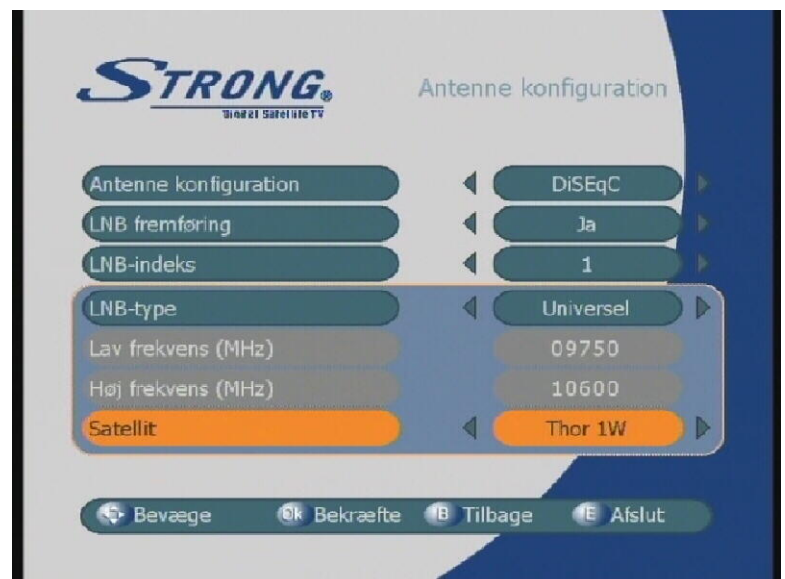 STRONG®
Digital Satellite TV
Antenne konfiguration
Antenne konfiguration DiSEqC
LNB fremføring Ja
LNB-indeks 1
LNB-type Universel
Lav frekvens (MHz) 09750
Høj frekvens (MHz) 10600
Satellit Thor 1W
Bevæge Ok Bekræfte B Tilbage E Afslut